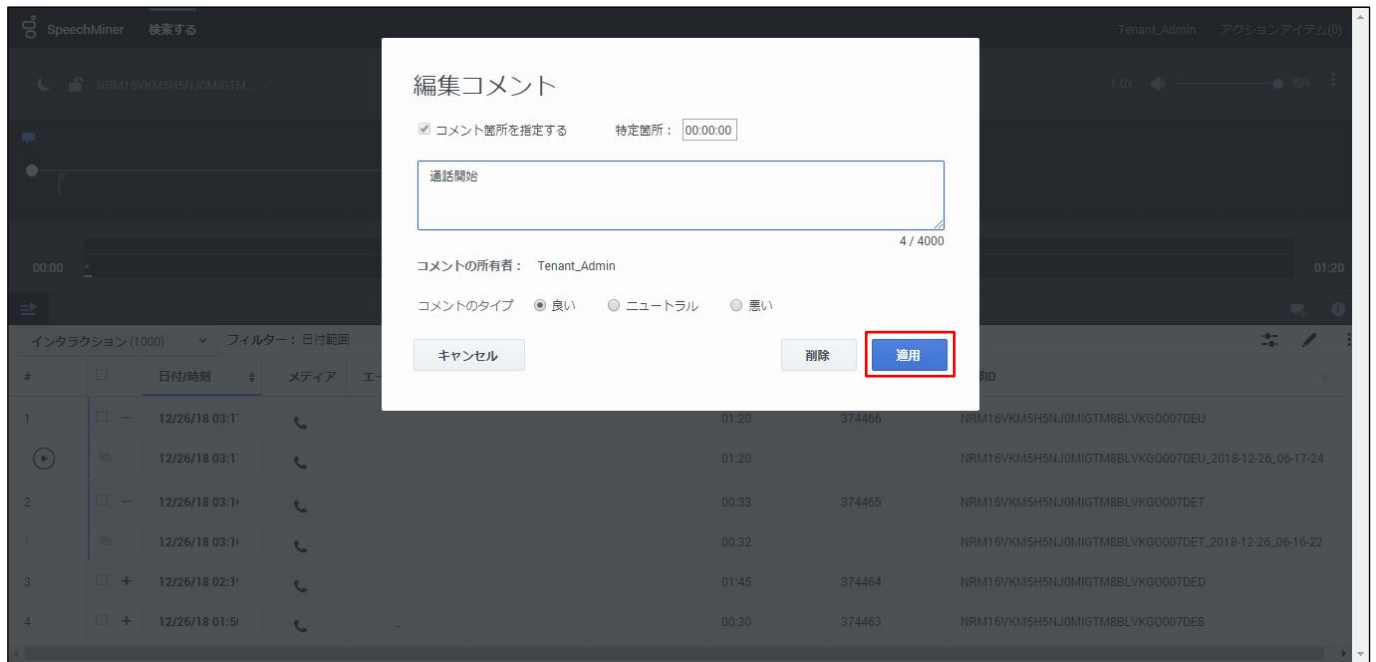 SpeechMiner 検索する Tenant_Admin アクションアイテム(0)
NRM16VKM5H5NJ0MIGTM... 1.0x
編集コメント
コメント箇所を指定する 特定箇所： 00:00:00
通話開始
4 / 4000
コメントの所有者： Tenant_Admin
00:00 01:20
コメントのタイプ 良い ニュートラル 悪い
インタラクション (1000) フィルター：日付範囲
キャンセル 削除 適用
# 日付/時刻 メディア
1 12/26/18 03:1 01:20 374466 NRM16VKM5H5NJ0MIGTM8BLVKGO007DEU
12/26/18 03:1 01:20 NRM16VKM5H5NJ0MIGTM8BLVKGO007DEU_2018-12-26_06-17-24
2 12/26/18 03:1 00:33 374465 NRM16VKM5H5NJ0MIGTM8BLVKGO007DET
1 12/26/18 03:1 00:32 NRM16VKM5H5NJ0MIGTM8BLVKGO007DET_2018-12-26_06-16-22
3 12/26/18 02:1 01:45 374464 NRM16VKM5H5NJ0MIGTM8BLVKGO007DED
4 12/26/18 01:5 00:30 374463 NRM16VKM5H5NJ0MIGTM8BLVKGO007DE8